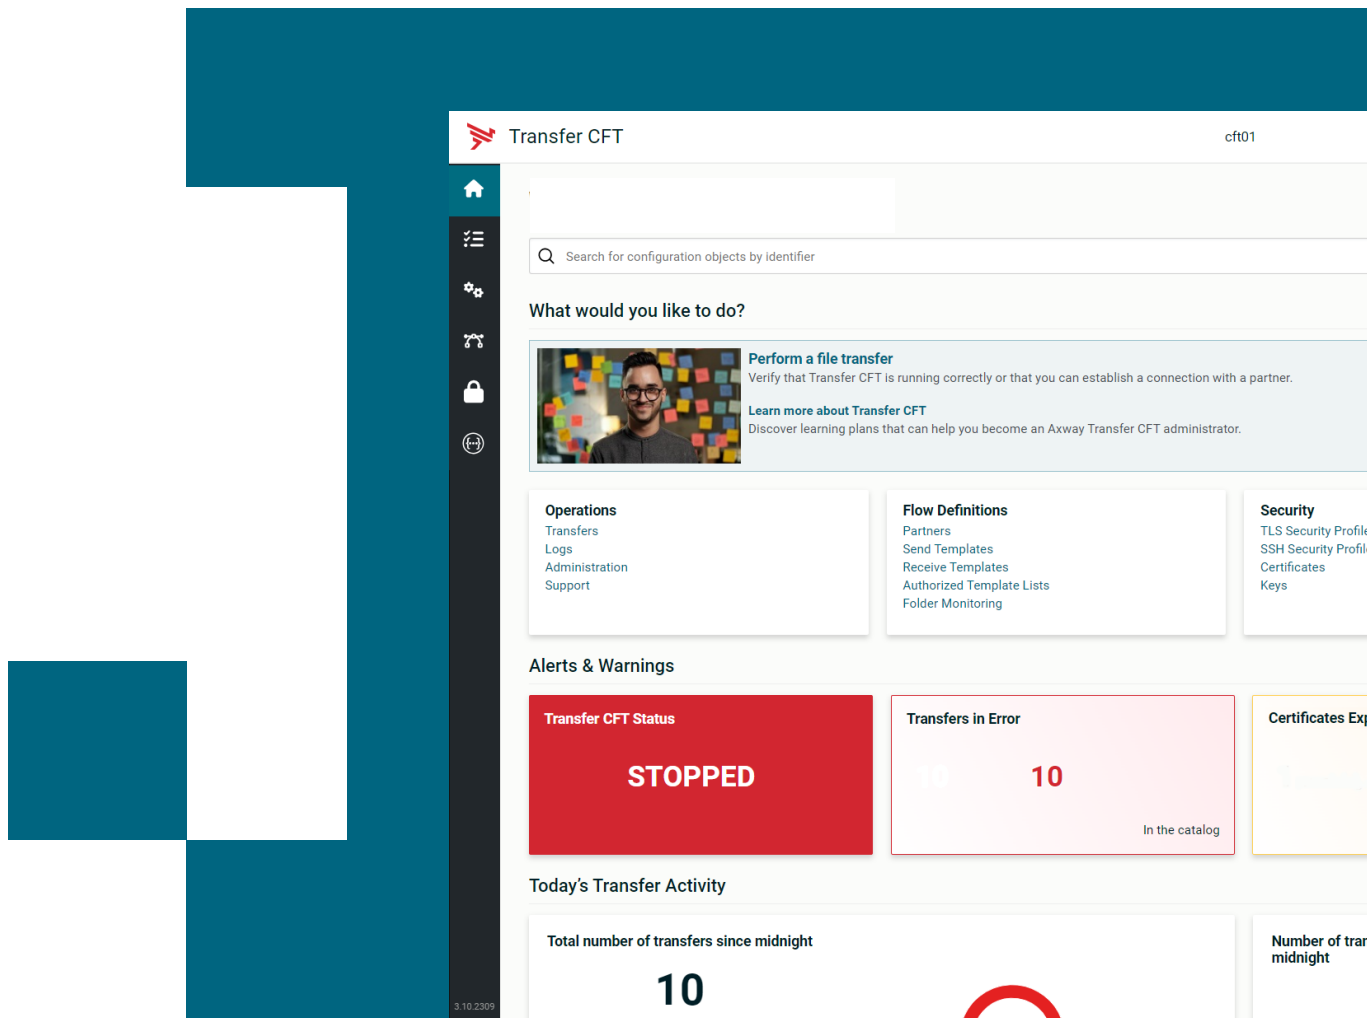 Transfer CFT
cft01
Search for configuration objects by identifier
What would you like to do?
Perform a file transfer
Verify that Transfer CFT is running correctly or that you can establish a connection with a partner.
Learn more about Transfer CFT
Discover learning plans that can help you become an Axway Transfer CFT administrator.
Operations
Transfers
Logs
Administration
Support
Flow Definitions
Partners
Send Templates
Receive Templates
Authorized Template Lists
Folder Monitoring
Security
TLS Security Profile
SSH Security Profil
Certificates
Keys
Alerts & Warnings
Transfer CFT Status
STOPPED
Transfers in Error
10
10
In the catalog
Certificates Exp
Today's Transfer Activity
Total number of transfers since midnight
10
Number of tran
midnight
3.10.2309